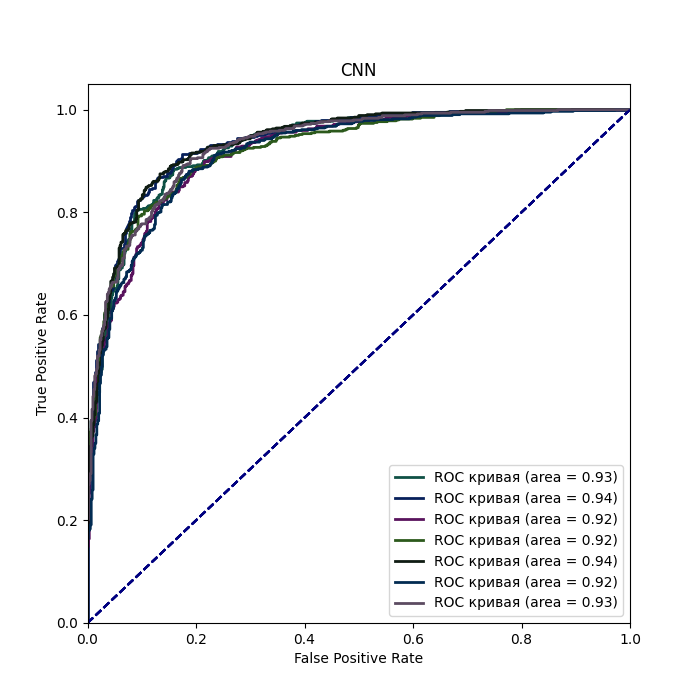 CNN
True Positive Rate
1.0
0.8
0.6
0.4
0.2
0.0
ROC кривая (area = 0.93)
ROC кривая (area = 0.94)
ROC кривая (area = 0.92)
ROC кривая (area = 0.92)
ROC кривая (area = 0.94)
ROC кривая (area = 0.92)
ROC кривая (area = 0.93)
0.0 0.2 0.4 0.6 0.8 1.0
False Positive Rate